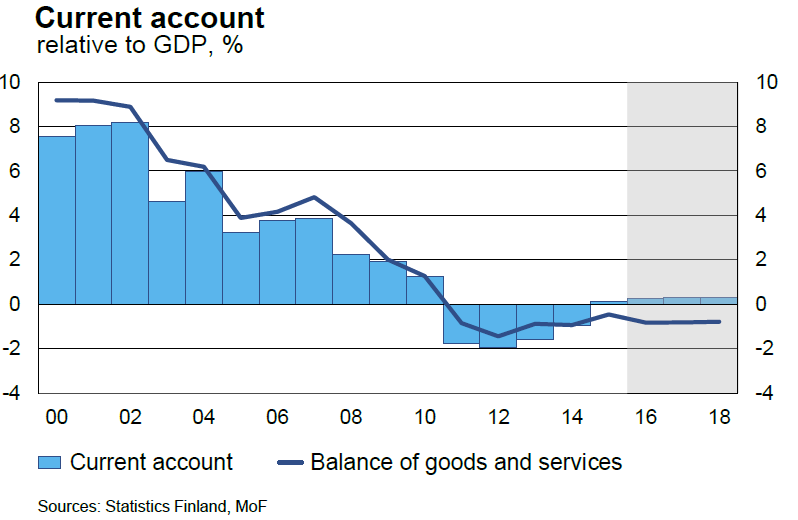 Current account
relative to GDP, %
10 10
8 8
6 6
4 4
2 2
0 0
-2 -2
-4 -4
00 02 04 06 08 10 12 14 16 18
Current account Balance of goods and services
Sources: Statistics Finland, MoF